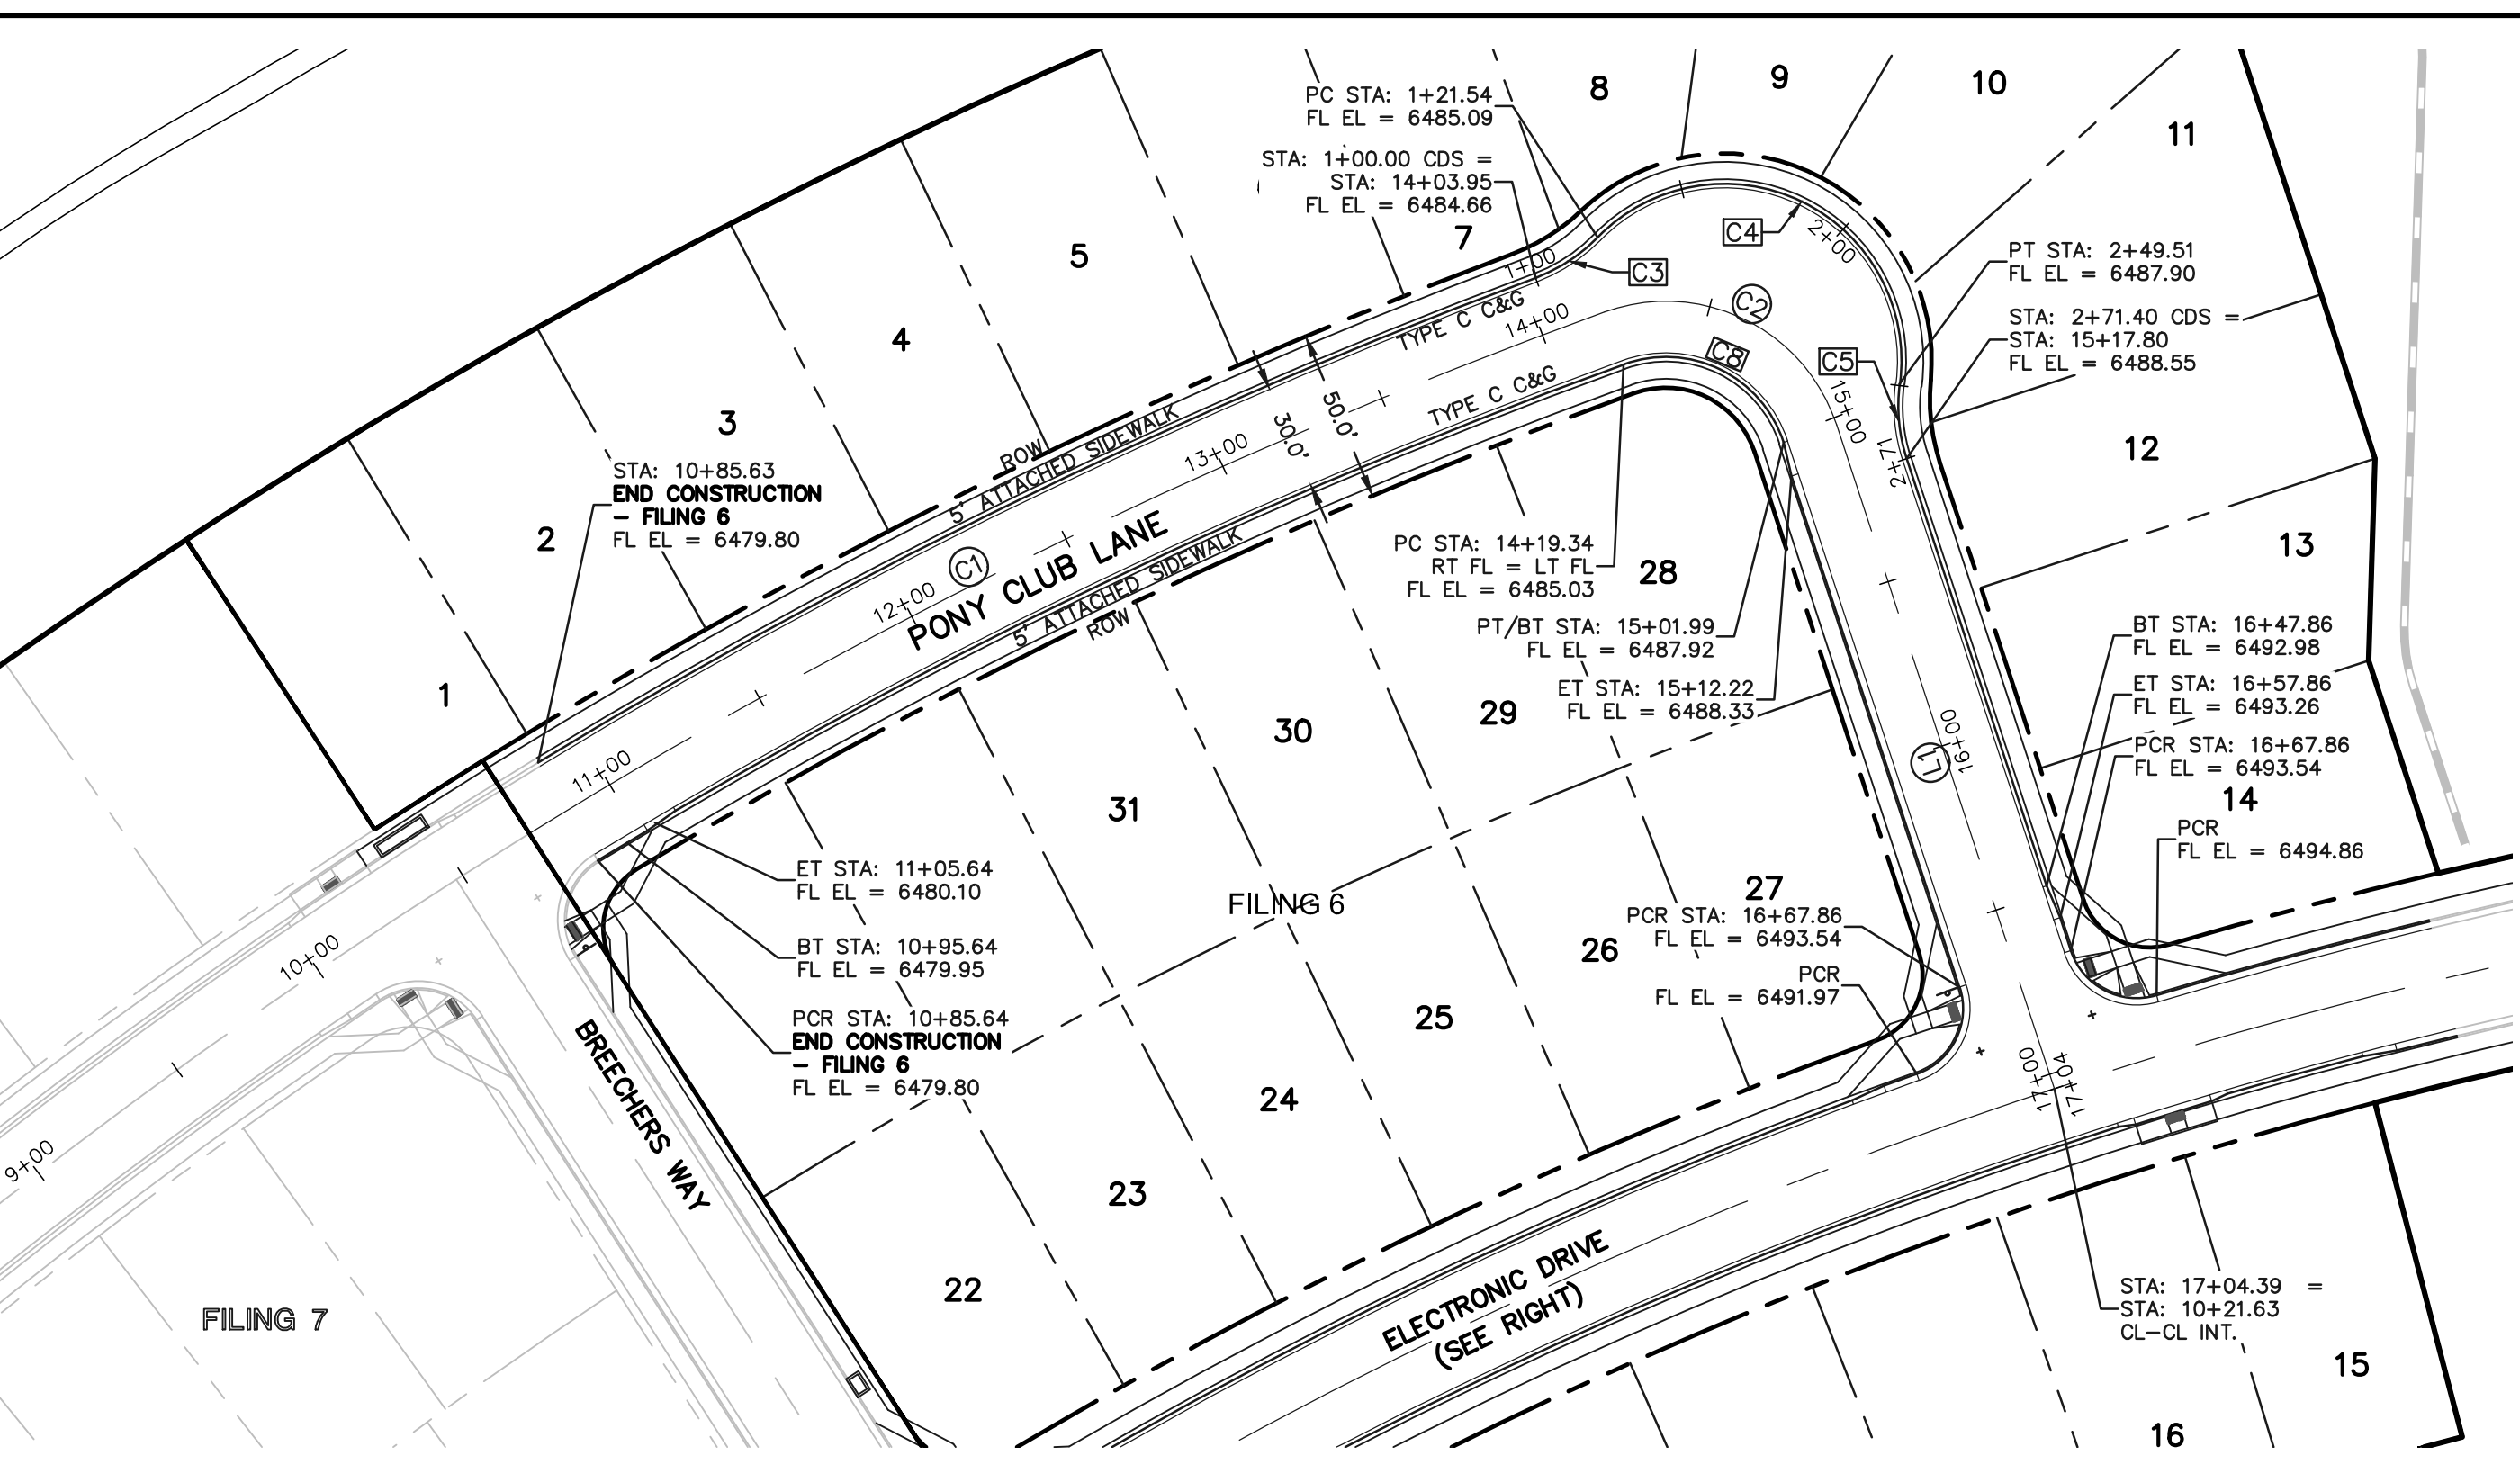 8
9
10
11
PC STA: 1+21.54
FL EL = 6485.09
STA: 1+00.00 CDS =
STA: 14+03.95
FL EL = 6484.66
7
5
4
3
2
1
C4
2+00
C3
1+00
TYPE C C&G
14+00
C2
C8
C5
TYPE C C&G
15+00
2+71
PT STA: 2+49.51
FL EL = 6487.90
STA: 2+71.40 CDS =
STA: 15+17.80
FL EL = 6488.55
12
13
STA: 10+85.63
END CONSTRUCTION
– FILING 6
FL EL = 6479.80
ROW
5' ATTACHED SIDEWALK
13+00
30.0'
50.0'
C1
12+00
PONY CLUB LANE
5' ATTACHED SIDEWALK
ROW
PC STA: 14+19.34
RT FL = LT FL
FL EL = 6485.03
28
PT/BT STA: 15+01.99
FL EL = 6487.92
ET STA: 15+12.22
FL EL = 6488.33
29
30
31
L1
16+00
BT STA: 16+47.86
FL EL = 6492.98
ET STA: 16+57.86
FL EL = 6493.26
PCR STA: 16+67.86
FL EL = 6493.54
14
PCR
FL EL = 6494.86
11+00
10+00
9+00
ET STA: 11+05.64
FL EL = 6480.10
BT STA: 10+95.64
FL EL = 6479.95
PCR STA: 10+85.64
END CONSTRUCTION
– FILING 6
FL EL = 6479.80
FILING 6
27
PCR STA: 16+67.86
FL EL = 6493.54
26
PCR
FL EL = 6491.97
25
24
23
22
BREECHERS WAY
17+00
17+04
FILING 7
ELECTRONIC DRIVE
(SEE RIGHT)
STA: 17+04.39 =
STA: 10+21.63
CL–CL INT.
15
16